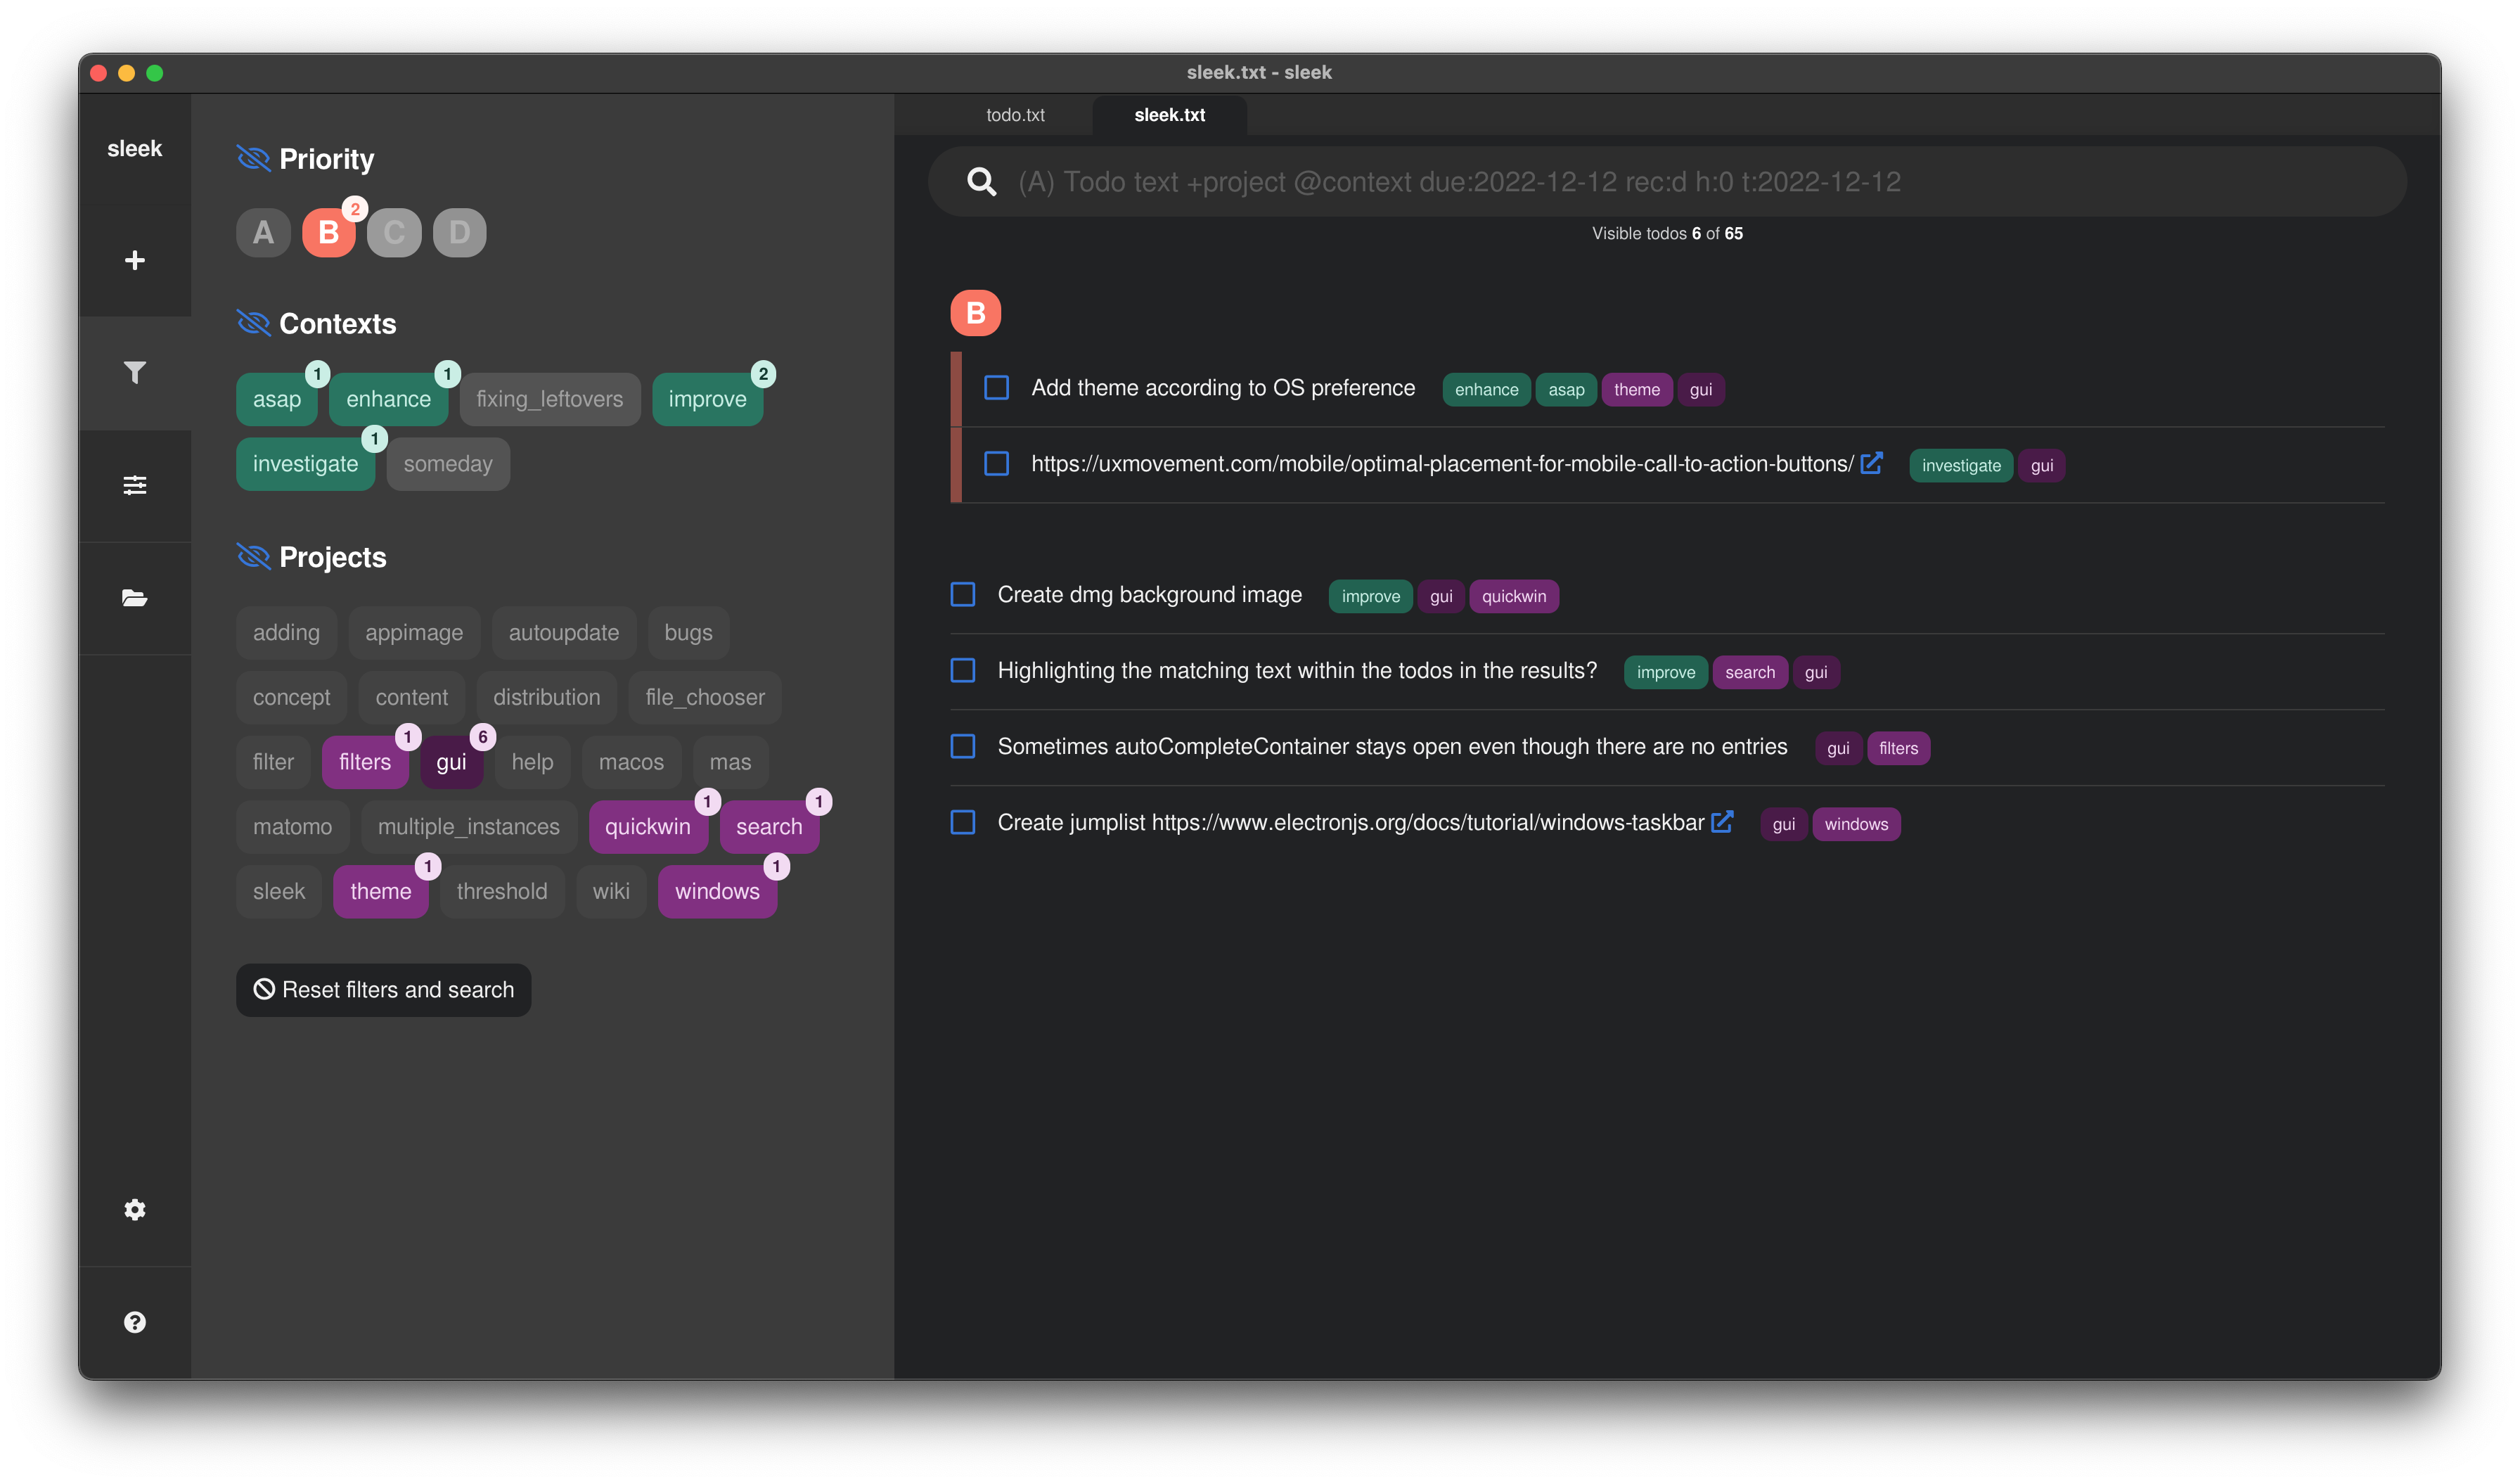 sleek.txt - sleek
sleek
Priority
A B 2 C D
Contexts
asap 1 enhance 1 fixing_leftovers improve 2
investigate 1 someday
Projects
adding appimage autoupdate bugs
concept content distribution file_chooser
filter filters 1 gui 6 help macos mas
matomo multiple_instances quickwin 1 search 1
sleek theme 1 threshold wiki windows 1
Reset filters and search
todo.txt sleek.txt
(A) Todo text +project @context due:2022-12-12 rec:d h:0 t:2022-12-12
Visible todos 6 of 65
B
Add theme according to OS preference enhance asap theme gui
https://uxmovement.com/mobile/optimal-placement-for-mobile-call-to-action-buttons/ investigate gui
Create dmg background image improve gui quickwin
Highlighting the matching text within the todos in the results? improve search gui
Sometimes autoCompleteContainer stays open even though there are no entries gui filters
Create jumplist https://www.electronjs.org/docs/tutorial/windows-taskbar gui windows